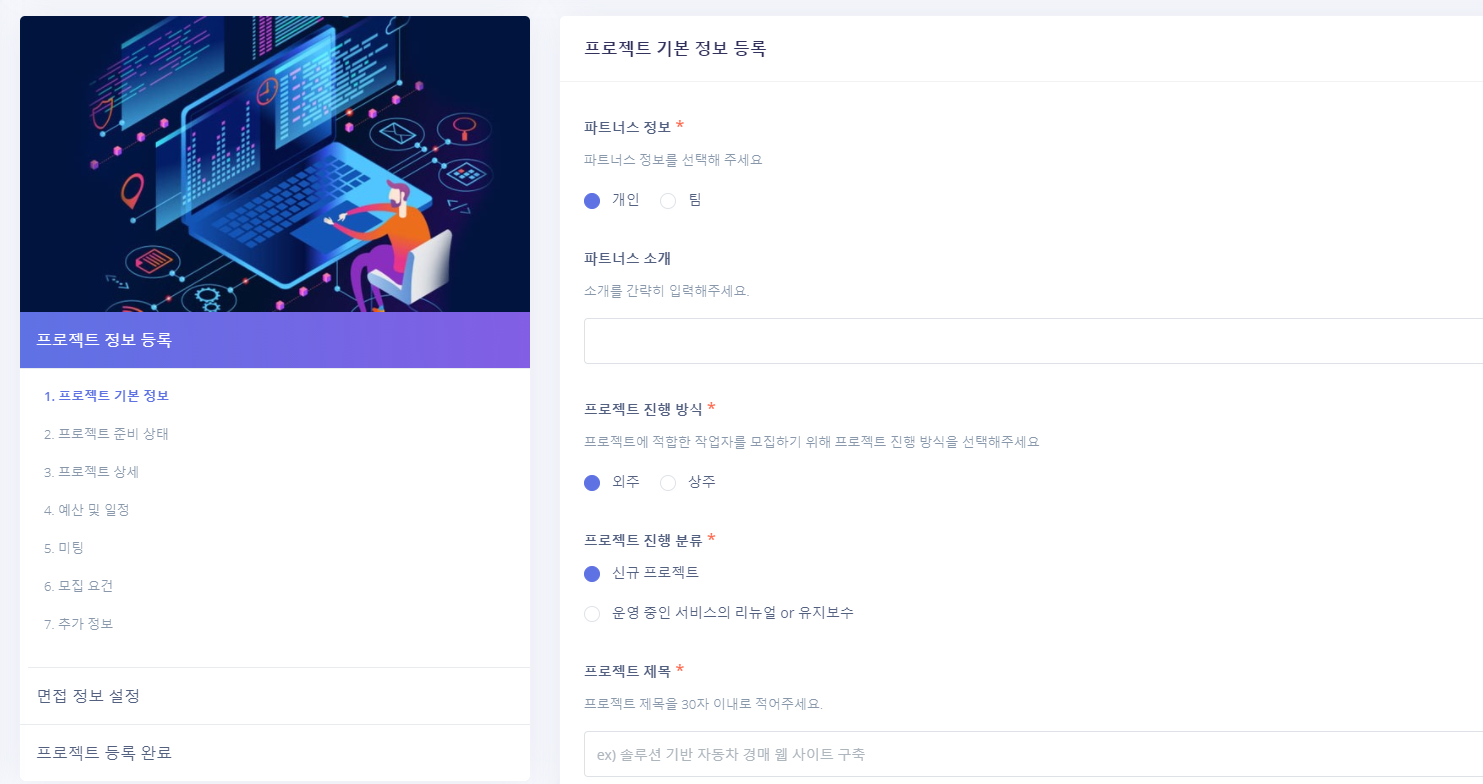 프로젝트 정보 등록
1. 프로젝트 기본 정보
2. 프로젝트 준비 상태
3. 프로젝트 상세
4. 예산 및 일정
5. 미팅
6. 모집 요건
7. 추가 정보
면접 정보 설정
프로젝트 등록 완료
프로젝트 기본 정보 등록
파트너스 정보 *
파트너스 정보를 선택해 주세요
개인 팀
파트너스 소개
소개를 간략히 입력해주세요.
프로젝트 진행 방식 *
프로젝트에 적합한 작업자를 모집하기 위해 프로젝트 진행 방식을 선택해주세요
외주 상주
프로젝트 진행 분류 *
신규 프로젝트
운영 중인 서비스의 리뉴얼 or 유지보수
프로젝트 제목 *
프로젝트 제목을 30자 이내로 적어주세요.
ex) 솔루션 기반 자동차 경매 웹 사이트 구축